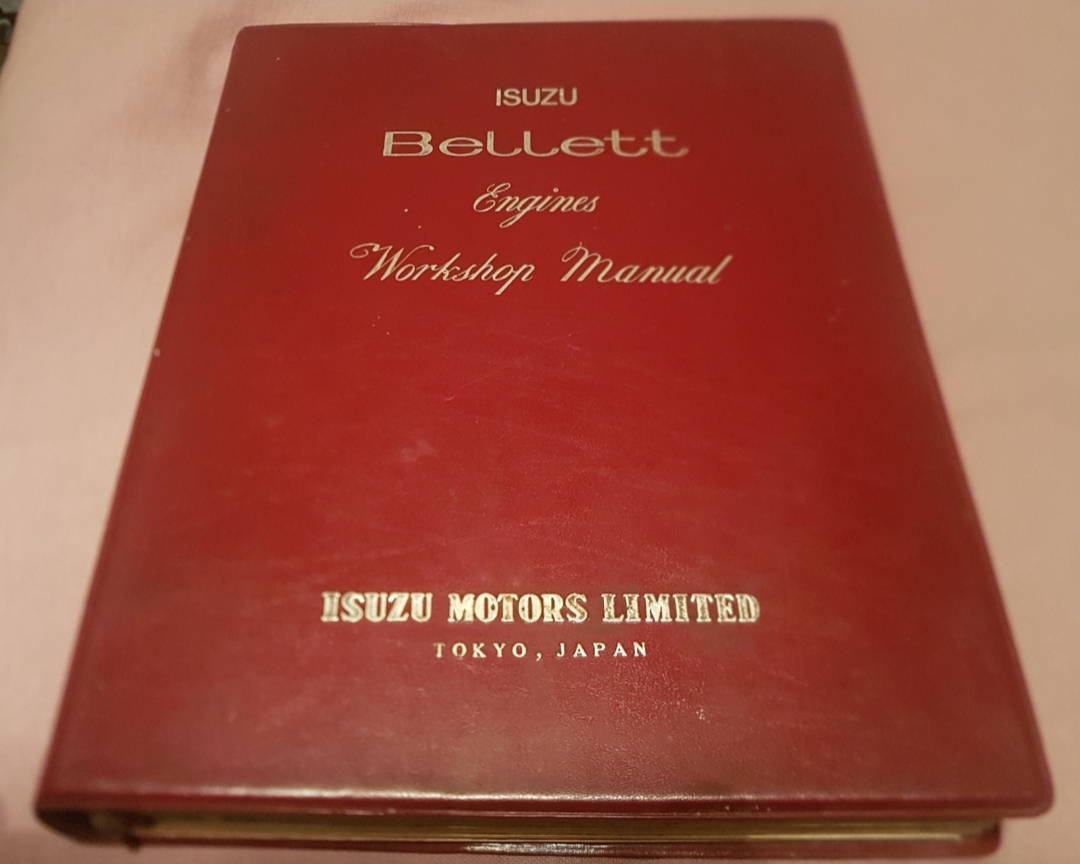 ISUZU
Bellett
Engines
Workshop Manual
ISUZU MOTORS LIMITED
TOKYO, JAPAN